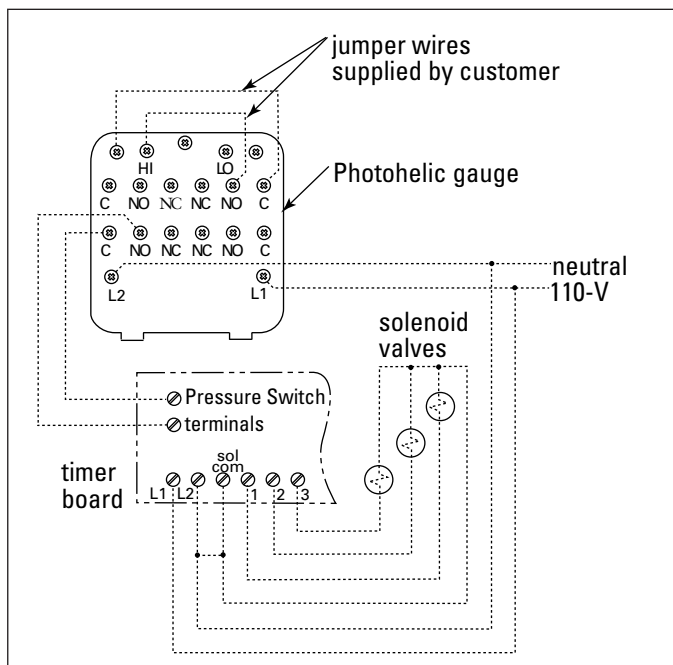 jumper wires
supplied by customer
HI LO
Photohelic gauge
C NO NC NC NO C
C NO NC NC NO C
L2 L1
neutral
110-V
solenoid
valves
Pressure Switch
terminals
timer
board
sol
com
L1 L2 1 2 3